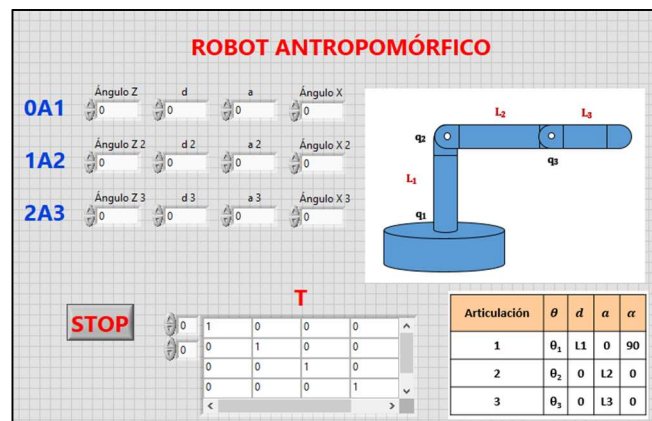 ROBOT ANTROPOMÓRFICO
Ángulo Z d a Ángulo X
0A1 0 0 0 0
Ángulo Z 2 d 2 a 2 Ángulo X 2
1A2 0 0 0 0
Ángulo Z 3 d 3 a 3 Ángulo X 3
2A3 0 0 0 0
L₂ L₃
q₂
q₃
L₁
q₁
STOP
T
0 1 0 0 0
0 0 1 0 0
0 0 1 0
0 0 0 1
Articulación θ d a α
1 θ₁ L1 0 90
2 θ₂ 0 L2 0
3 θ₃ 0 L3 0